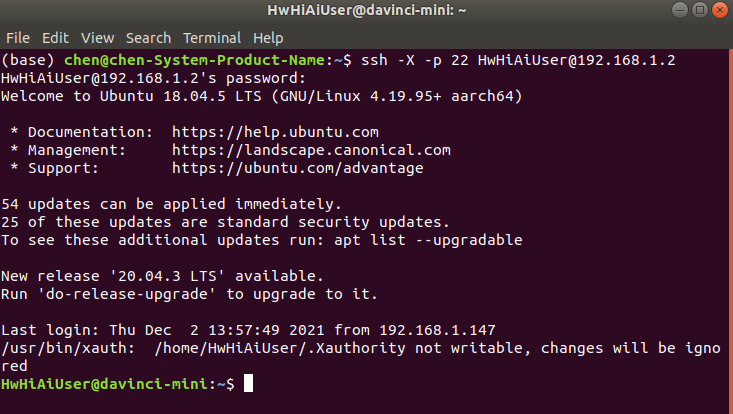 HwHiAiUser@davinci-mini: ~
File Edit View Search Terminal Help
(base) chen@chen-System-Product-Name:~$ ssh -X -p 22 HwHiAiUser@192.168.1.2
HwHiAiUser@192.168.1.2's password:
Welcome to Ubuntu 18.04.5 LTS (GNU/Linux 4.19.95+ aarch64)
* Documentation:  https://help.ubuntu.com
* Management:     https://landscape.canonical.com
* Support:        https://ubuntu.com/advantage
54 updates can be applied immediately.
25 of these updates are standard security updates.
To see these additional updates run: apt list --upgradable
New release '20.04.3 LTS' available.
Run 'do-release-upgrade' to upgrade to it.
Last login: Thu Dec  2 13:57:49 2021 from 192.168.1.147
/usr/bin/xauth:  /home/HwHiAiUser/.Xauthority not writable, changes will be igno
red
HwHiAiUser@davinci-mini:~$